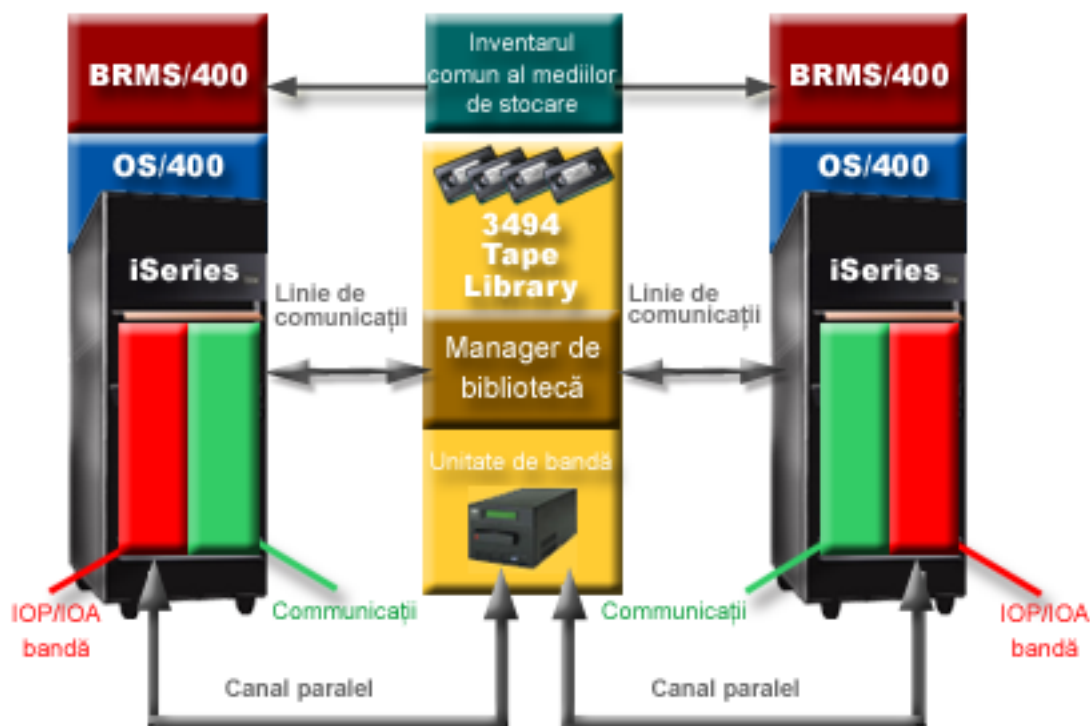 BRMS/400
OS/400
iSeries
Inventarul
comun al mediilor
de stocare
3494
Tape
Library
Manager de
bibliotecă
Unitate de bandă
BRMS/400
OS/400
iSeries
Linie de
comunicații
Linie de
comunicații
IOP/IOA
bandă
Communicații
Communicații
IOP/IOA
bandă
Canal paralel
Canal paralel